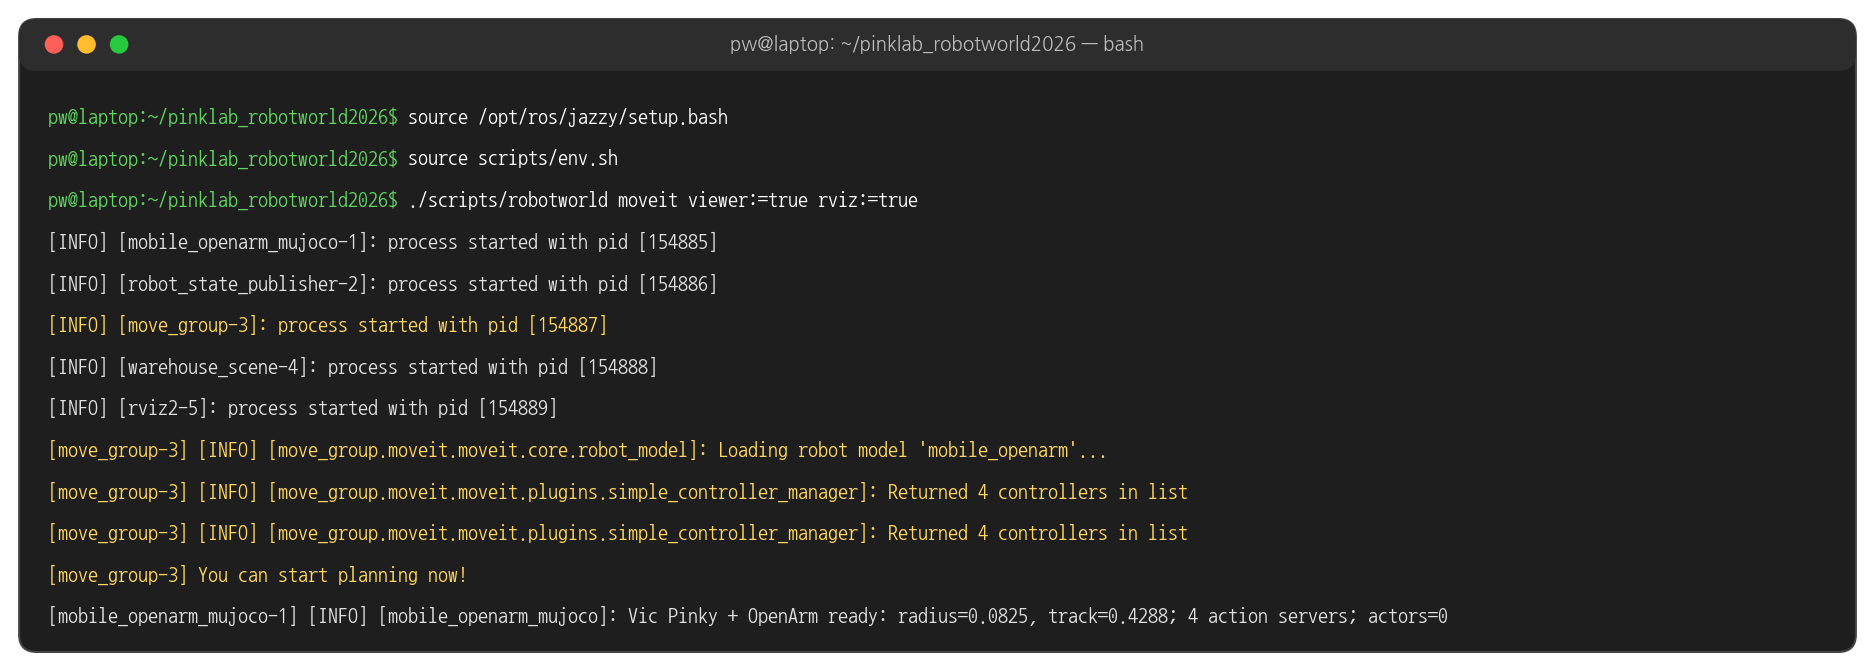 pw@laptop: ~/pinklab_robotworld2026 — bash
pw@laptop:~/pinklab_robotworld2026$ source /opt/ros/jazzy/setup.bash
pw@laptop:~/pinklab_robotworld2026$ source scripts/env.sh
pw@laptop:~/pinklab_robotworld2026$ ./scripts/robotworld moveit viewer:=true rviz:=true
[INFO] [mobile_openarm_mujoco-1]: process started with pid [154885]
[INFO] [robot_state_publisher-2]: process started with pid [154886]
[INFO] [move_group-3]: process started with pid [154887]
[INFO] [warehouse_scene-4]: process started with pid [154888]
[INFO] [rviz2-5]: process started with pid [154889]
[move_group-3] [INFO] [move_group.moveit.moveit.core.robot_model]: Loading robot model 'mobile_openarm'...
[move_group-3] [INFO] [move_group.moveit.moveit.plugins.simple_controller_manager]: Returned 4 controllers in list
[move_group-3] [INFO] [move_group.moveit.moveit.plugins.simple_controller_manager]: Returned 4 controllers in list
[move_group-3] You can start planning now!
[mobile_openarm_mujoco-1] [INFO] [mobile_openarm_mujoco]: Vic Pinky + OpenArm ready: radius=0.0825, track=0.4288; 4 action servers; actors=0